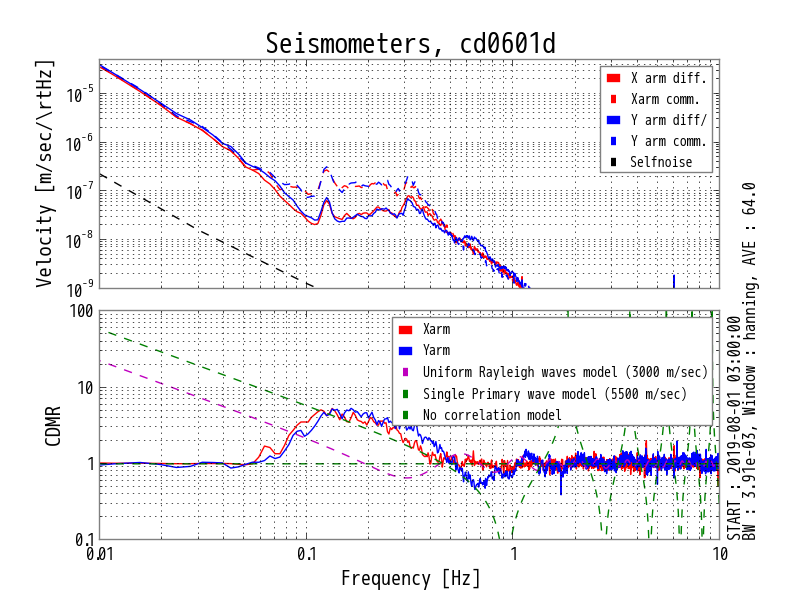 Seismometers, cd0601d
Velocity [m/sec/\rtHz]
10^-5
10^-6
10^-7
10^-8
10^-9
X arm diff.
Xarm comm.
Y arm diff/
Y arm comm.
Selfnoise
CDMR
100
10
1
0.1
Xarm
Yarm
Uniform Rayleigh waves model (3000 m/sec)
Single Primary wave model (5500 m/sec)
No correlation model
0.01
0.1
1
10
Frequency [Hz]
START : 2019-08-01 03:00:00
BW : 3.91e-03, Window : hanning, AVE : 64.0